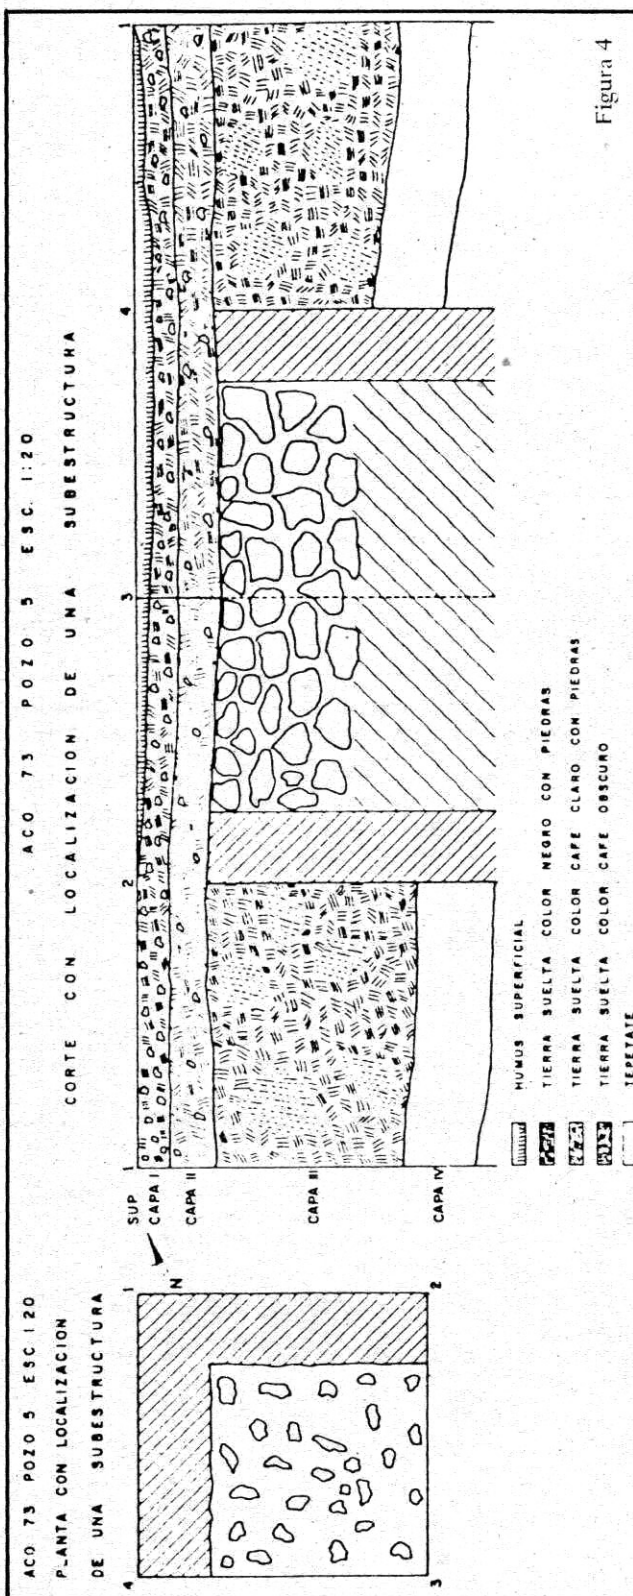 ACO 73 POZO 5 ESC 1:20
PLANTA CON LOCALIZACION
DE UNA SUBESTRUCTURA
4
1
N
3
2
ACO 73 POZO 5 ESC. 1:20
CORTE CON LOCALIZACION DE UNA SUBESTRUCTURA
1
2
3
4
1
SUP
CAPA I
CAPA II
CAPA III
CAPA IV
HUMUS SUPERFICIAL
TIERRA SUELTA COLOR NEGRO CON PIEDRAS
TIERRA SUELTA COLOR CAFE CLARO CON PIEDRAS
TIERRA SUELTA COLOR CAFE OBSCURO
TEPETATE
Figura 4